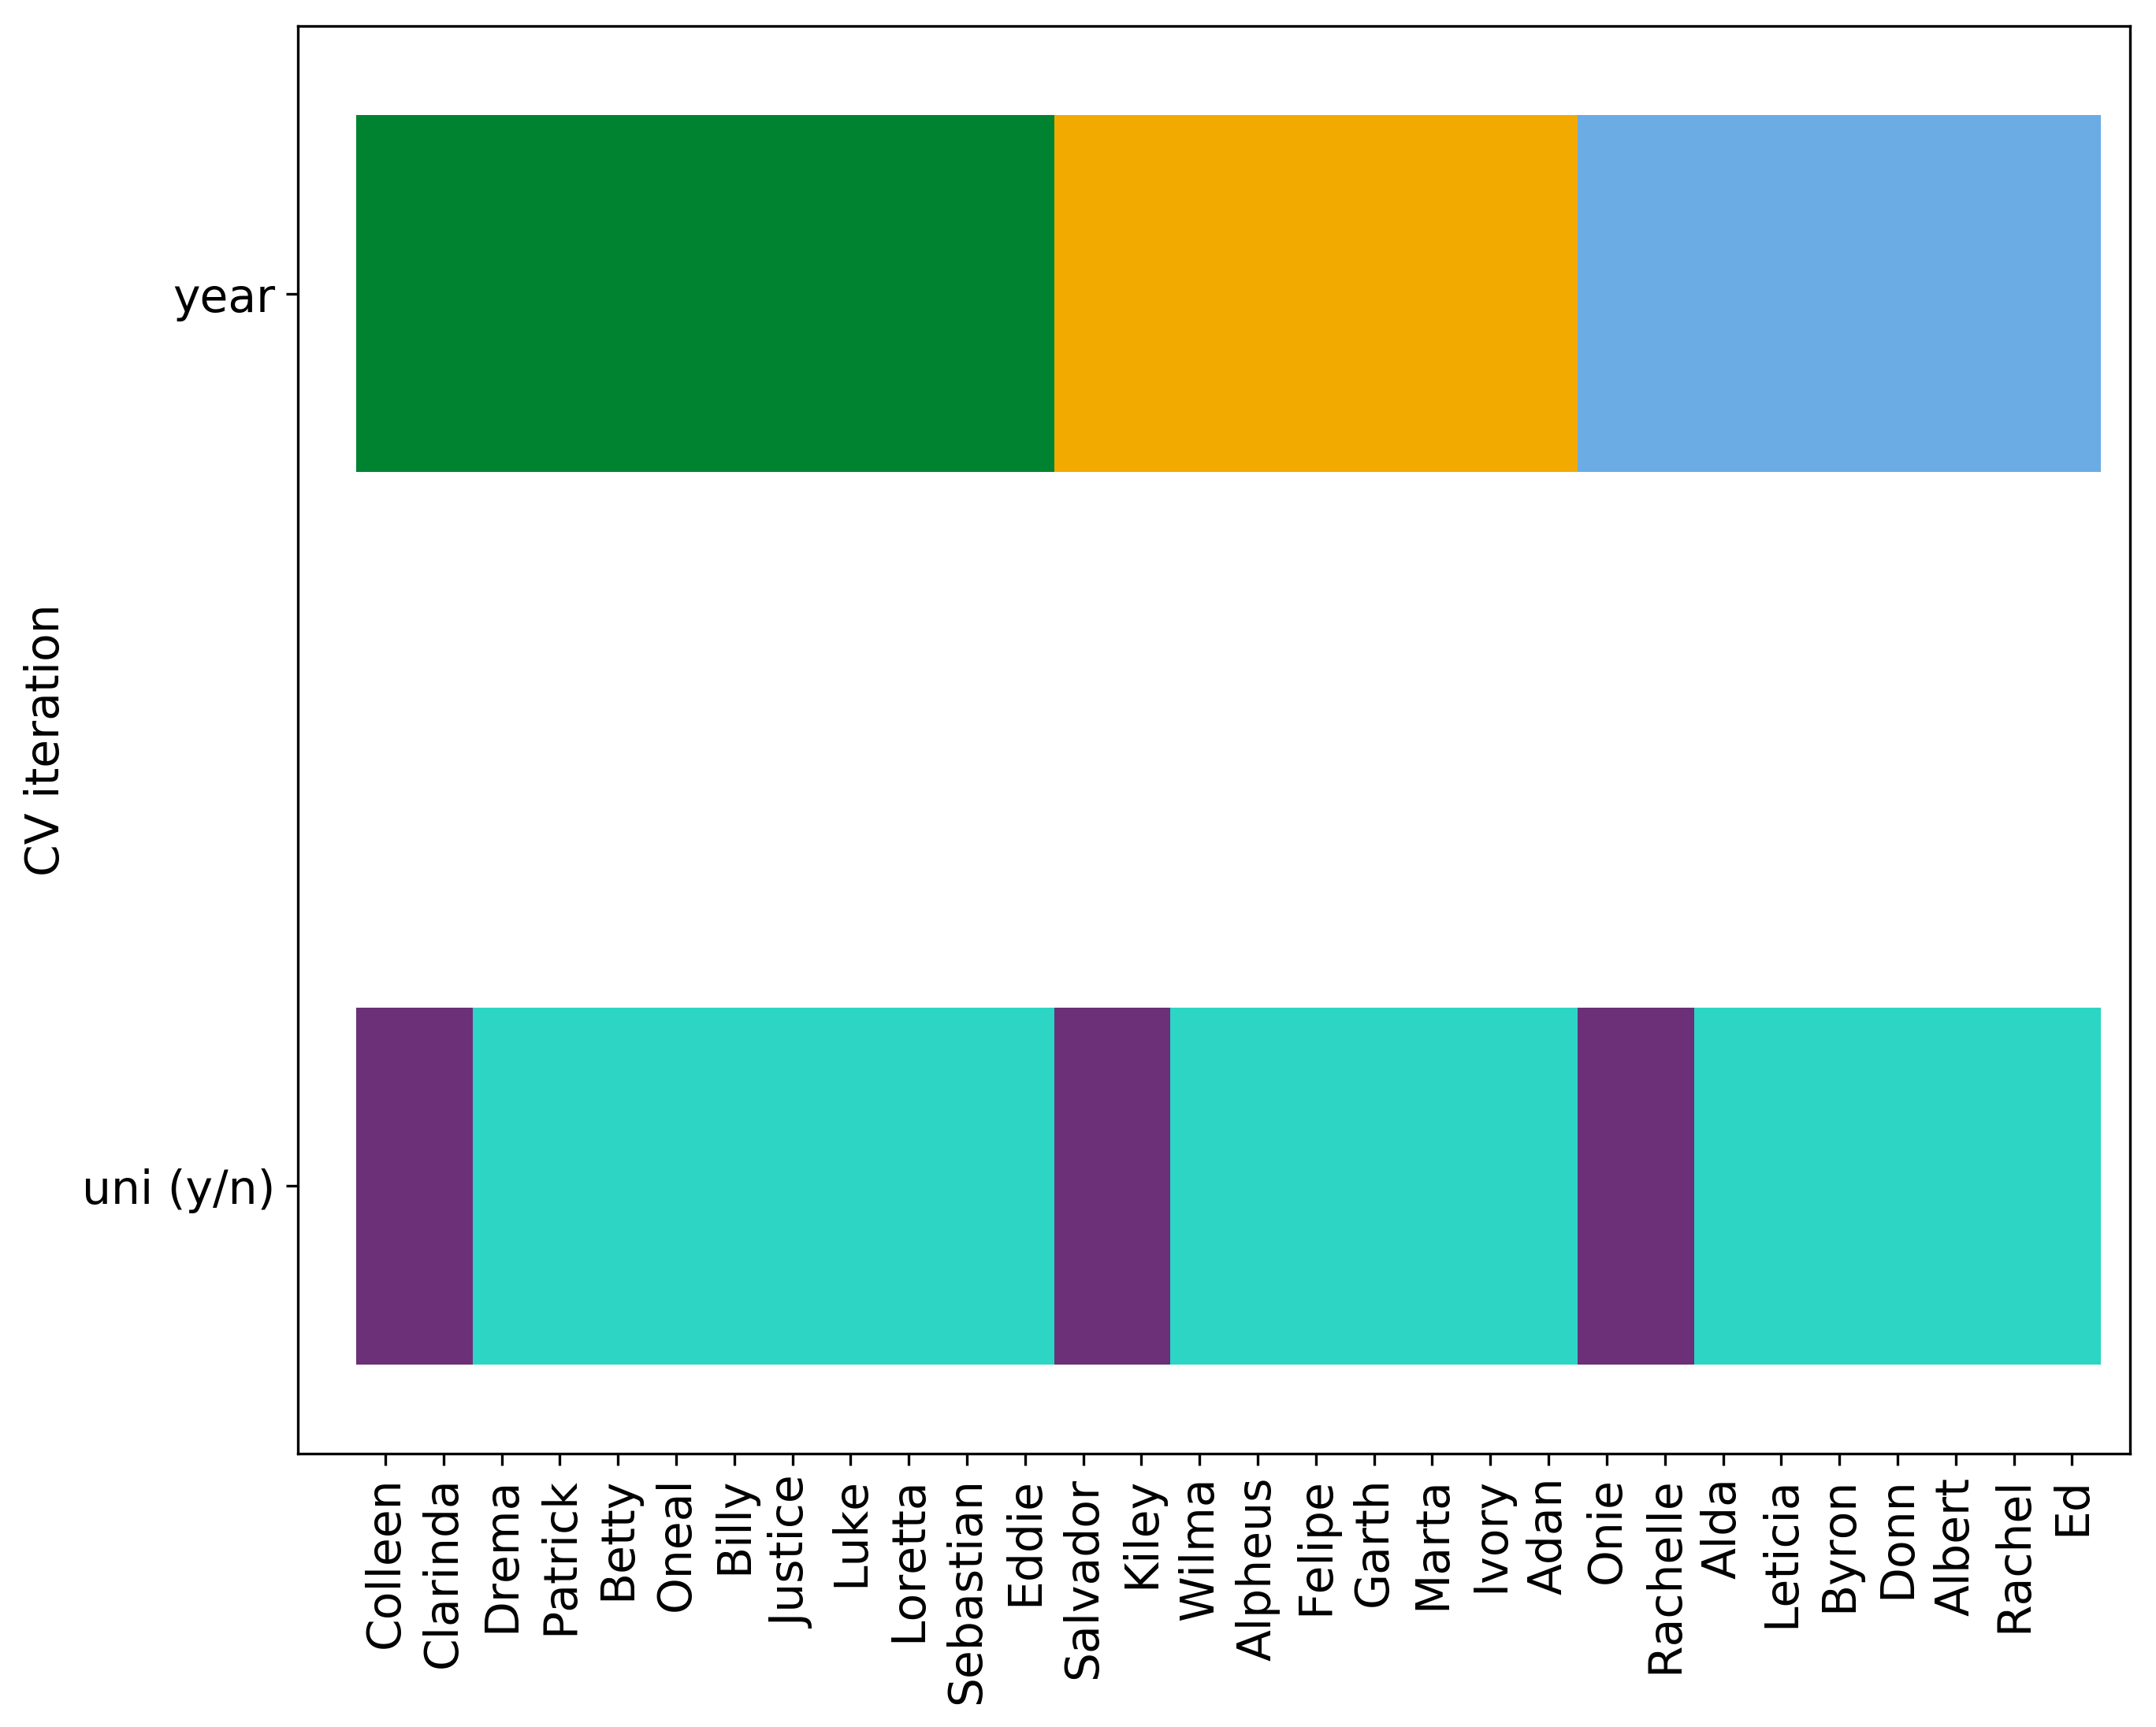 year
CV iteration
uni (y/n)
Colleen
Clarinda
Drema
Patrick
Betty
Oneal
Billy
Justice
Luke
Loretta
Sebastian
Eddie
Salvador
Kiley
Wilma
Alpheus
Felipe
Garth
Marta
Ivory
Adan
Onie
Rachelle
Alda
Leticia
Byron
Donn
Albert
Rachel
Ed